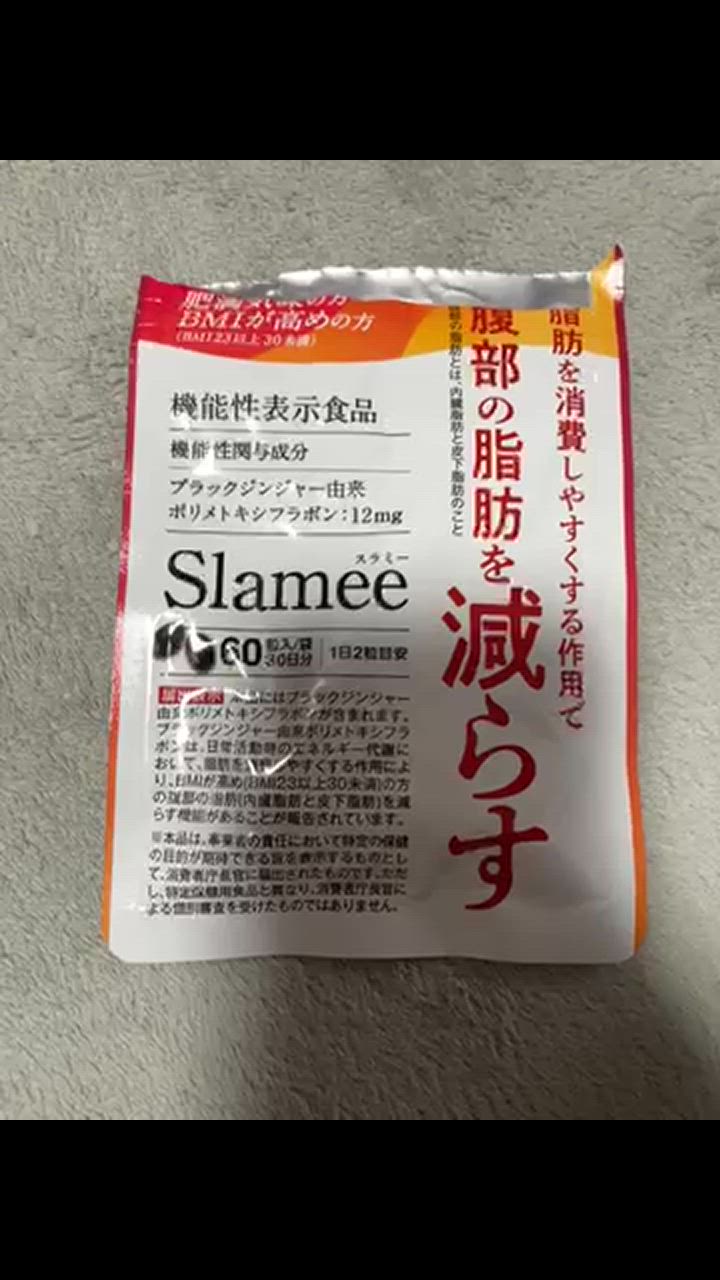 肥満気味の方
BMIが高めの方
(BMI23以上30未満)
脂肪を消費しやすくする作用で
腹部の脂肪を
減らす
腹部の脂肪とは、内臓脂肪と皮下脂肪のこと
機能性表示食品
機能性関与成分
ブラックジンジャー由来
ポリメトキシフラボン:12mg
スラミー
Slamee
60粒入/袋
30日分
1日2粒目安
届出表示 本品にはブラックジンジャー
由来ポリメトキシフラボンが含まれます。
ブラックジンジャー由来ポリメトキシフラ
ボンは、日常活動時のエネルギー代謝に
おいて、脂肪を消費しやすくする作用によ
り、BMIが高め(BMI23以上30未満)の方
の腹部の脂肪(内臓脂肪と皮下脂肪)を減
らす機能があることが報告されています。
※本品は、事業者の責任において特定の保健
の目的が期待できる旨を表示するものとし
て、消費者庁長官に届出されたものです。ただ
し、特定保健用食品と異なり、消費者庁長官に
よる個別審査を受けたものではありません。